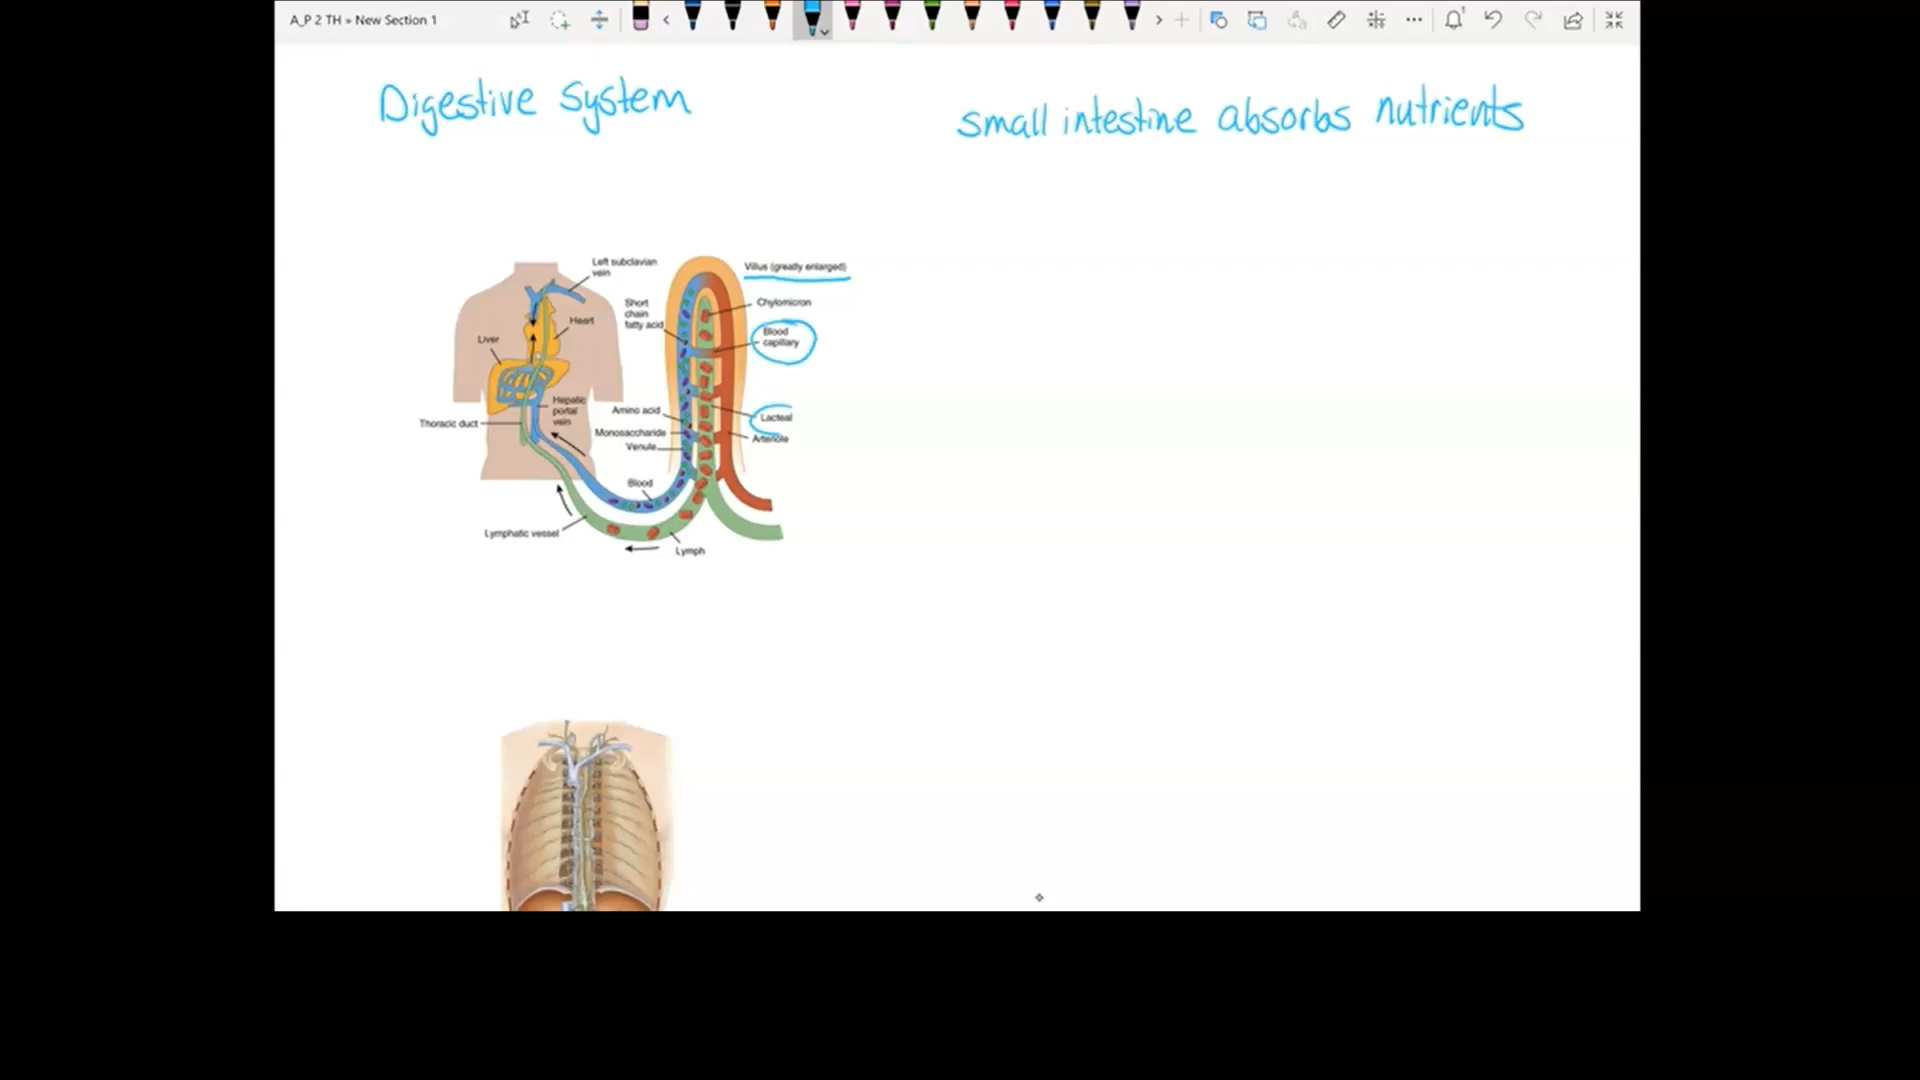 A_P 2 TH » New Section 1
Digestive System
small intestine absorbs nutrients
Left subclavian
vein
Villus (greatly enlarged)
Short
chain
fatty acid
Chylomicron
Heart
Blood
capillary
Liver
Hepatic
portal
vein
Amino acid
Lacteal
Thoracic duct
Monosaccharide
Arteriole
Venule
Blood
Lymphatic vessel
Lymph